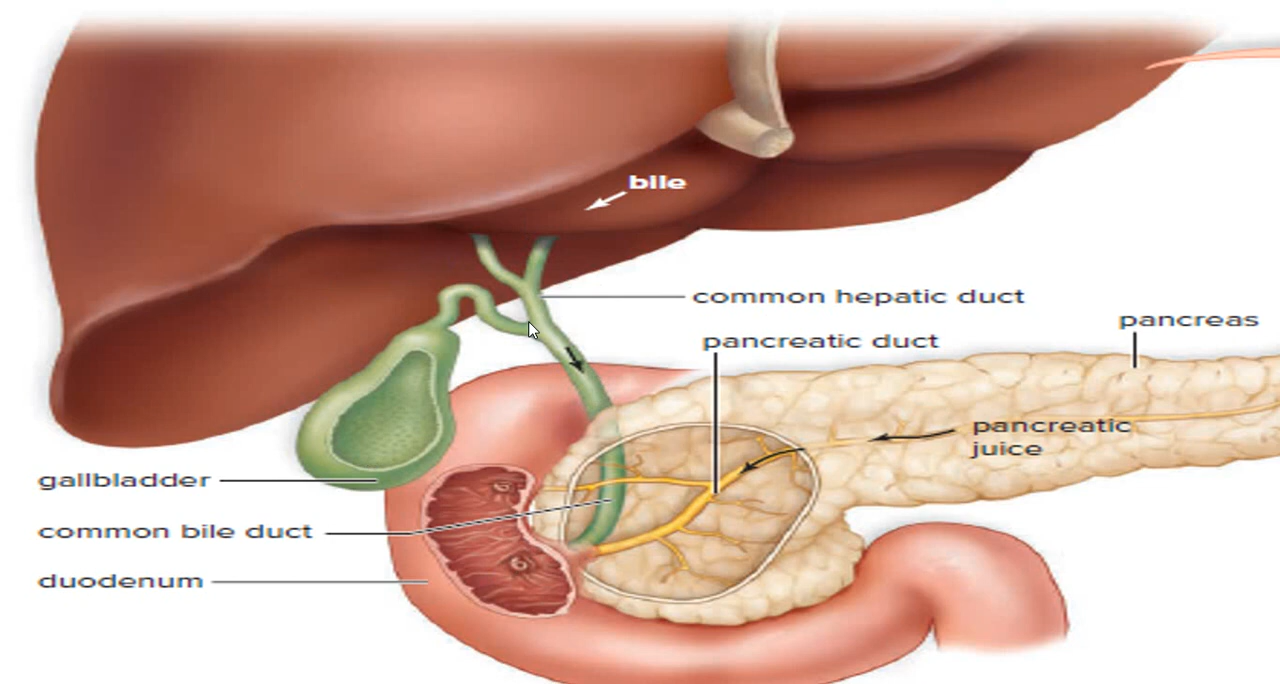 bile
common hepatic duct
pancreas
pancreatic duct
pancreatic
juice
gallbladder
common bile duct
duodenum